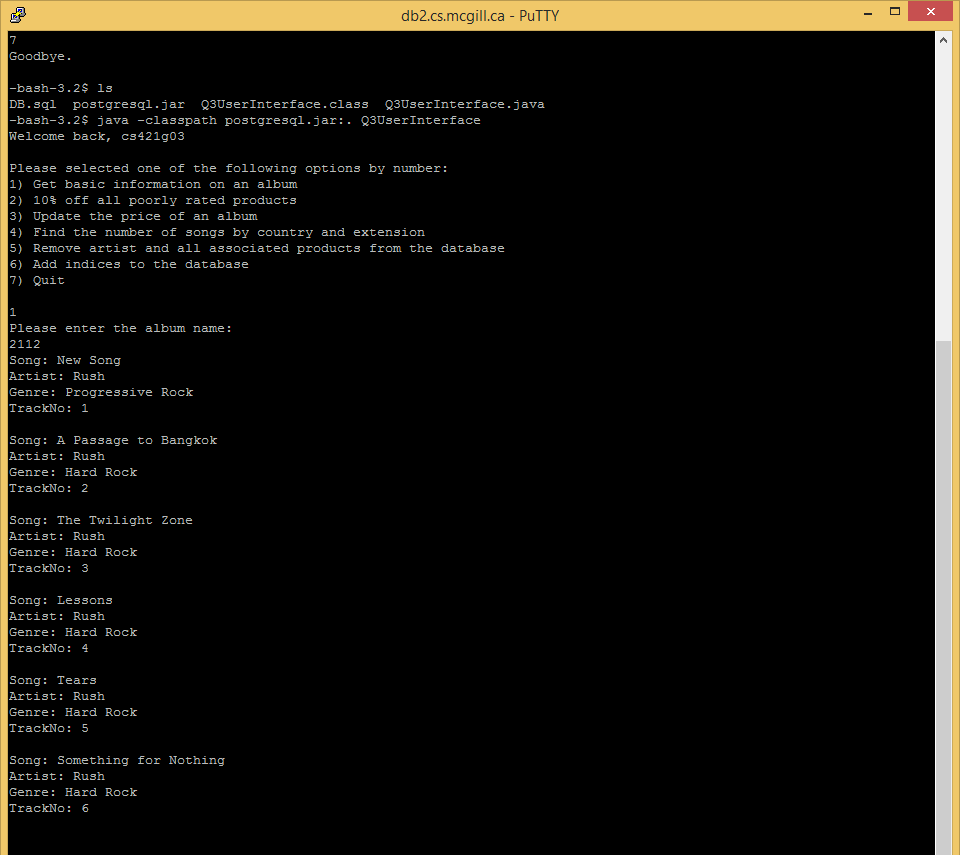 db2.cs.mcgill.ca - PuTTY
7
Goodbye.
-bash-3.2$ ls
DB.sql  postgresql.jar  Q3UserInterface.class  Q3UserInterface.java
-bash-3.2$ java -classpath postgresql.jar:. Q3UserInterface
Welcome back, cs421g03
Please selected one of the following options by number:
1) Get basic information on an album
2) 10% off all poorly rated products
3) Update the price of an album
4) Find the number of songs by country and extension
5) Remove artist and all associated products from the database
6) Add indices to the database
7) Quit
1
Please enter the album name:
2112
Song: New Song
Artist: Rush
Genre: Progressive Rock
TrackNo: 1
Song: A Passage to Bangkok
Artist: Rush
Genre: Hard Rock
TrackNo: 2
Song: The Twilight Zone
Artist: Rush
Genre: Hard Rock
TrackNo: 3
Song: Lessons
Artist: Rush
Genre: Hard Rock
TrackNo: 4
Song: Tears
Artist: Rush
Genre: Hard Rock
TrackNo: 5
Song: Something for Nothing
Artist: Rush
Genre: Hard Rock
TrackNo: 6